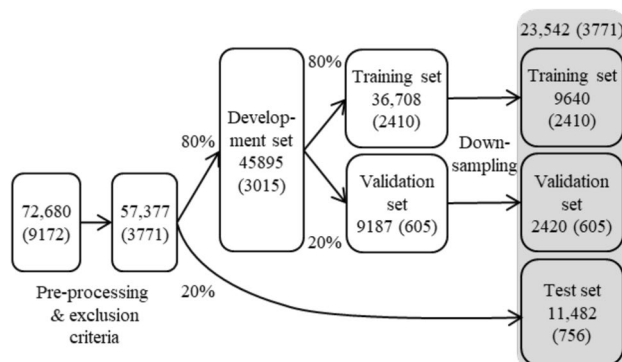 72,680
(9172)
57,377
(3771)
Pre-processing
& exclusion
criteria
80%
20%
Develop-
ment set
45895
(3015)
80%
20%
Training set
36,708
(2410)
Validation
set
9187 (605)
Down-
sampling
23,542 (3771)
Training set
9640
(2410)
Validation
set
2420 (605)
Test set
11,482
(756)